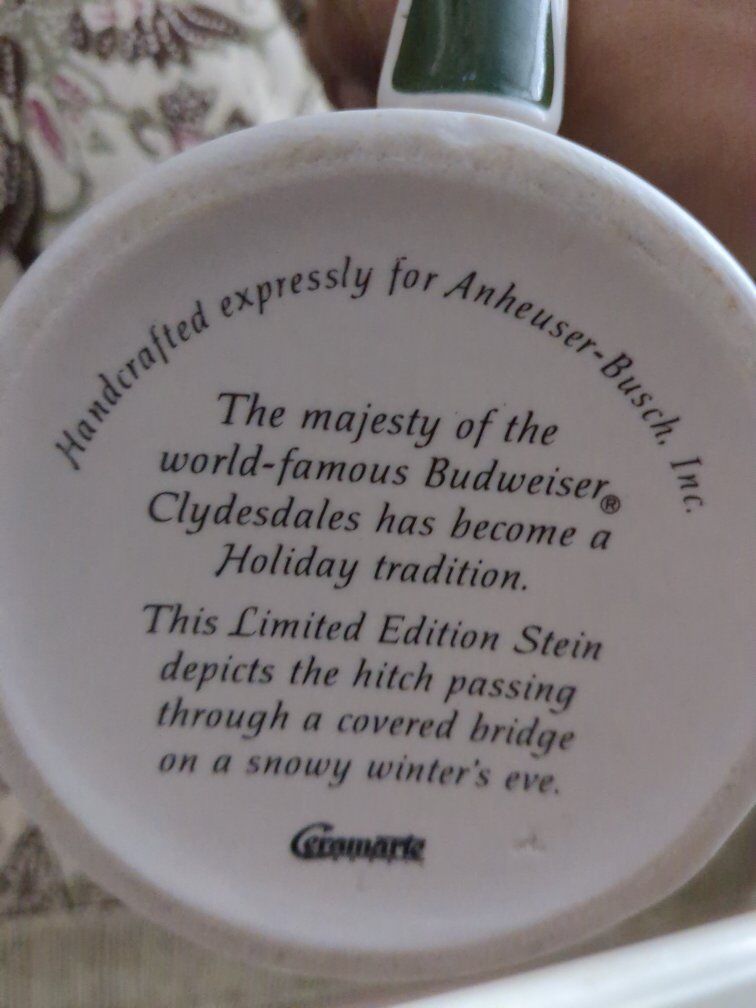 Handcrafted expressly for Anheuser-Busch, Inc.
The majesty of the
world-famous Budweiser®
Clydesdales has become a
Holiday tradition.
This Limited Edition Stein
depicts the hitch passing
through a covered bridge
on a snowy winter's eve.
Ceramarte